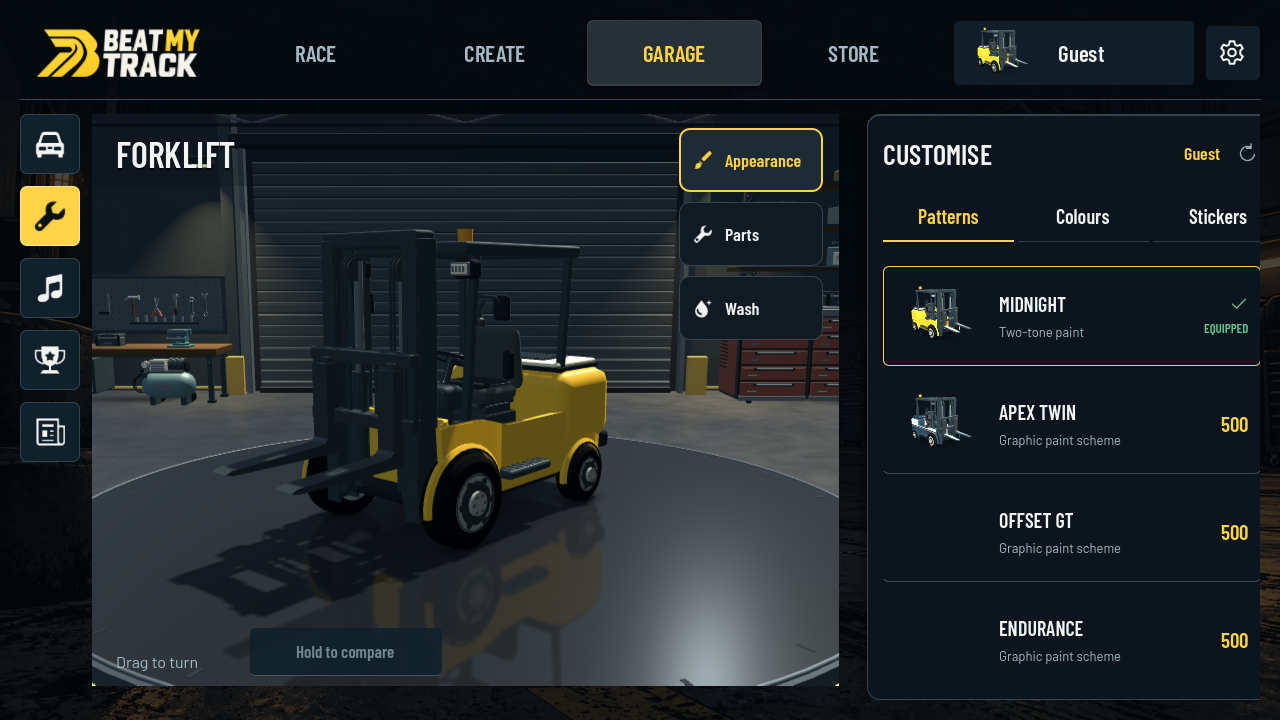 BEAT MY
TRACK
RACE
CREATE
GARAGE
STORE
Guest
FORKLIFT
Appearance
Parts
Wash
Drag to turn
Hold to compare
CUSTOMISE
Guest
Patterns
Colours
Stickers
MIDNIGHT
Two-tone paint
EQUIPPED
APEX TWIN
Graphic paint scheme
500
OFFSET GT
Graphic paint scheme
500
ENDURANCE
Graphic paint scheme
500